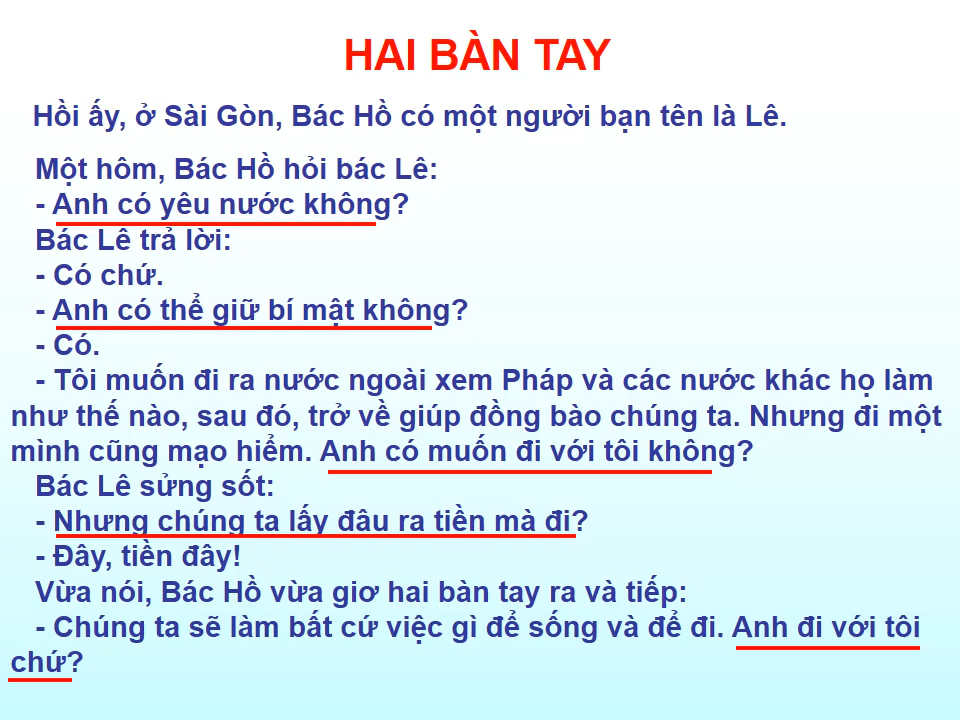 HAI BÀN TAY
Hồi ấy, ở Sài Gòn, Bác Hồ có một người bạn tên là Lê.
Một hôm, Bác Hồ hỏi bác Lê:
- Anh có yêu nước không?
Bác Lê trả lời:
- Có chứ.
- Anh có thể giữ bí mật không?
- Có.
- Tôi muốn đi ra nước ngoài xem Pháp và các nước khác họ làm
như thế nào, sau đó, trở về giúp đồng bào chúng ta. Nhưng đi một
mình cũng mạo hiểm. Anh có muốn đi với tôi không?
Bác Lê sửng sốt:
- Nhưng chúng ta lấy đâu ra tiền mà đi?
- Đây, tiền đây!
Vừa nói, Bác Hồ vừa giơ hai bàn tay ra và tiếp:
- Chúng ta sẽ làm bất cứ việc gì để sống và để đi. Anh đi với tôi
chứ?